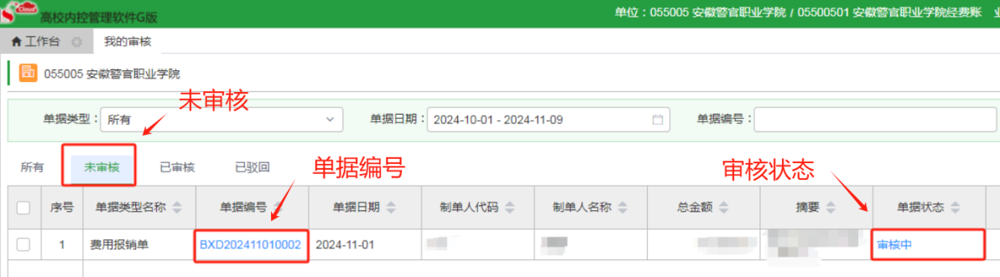 Cloud
高校内控管理软件G版
单位：055005 安徽警官职业学院 / 05500501 安徽警官职业学院经费账
工作台
我的审核
055005 安徽警官职业学院
未审核
单据类型：
所有
单据日期：
2024-10-01 - 2024-11-09
单据编号：
所有
未审核
已审核
已驳回
单据编号
审核状态
序号
单据类型名称
单据编号
单据日期
制单人代码
制单人名称
总金额
摘要
单据状态
1
费用报销单
BXD202411010002
2024-11-01
审核中